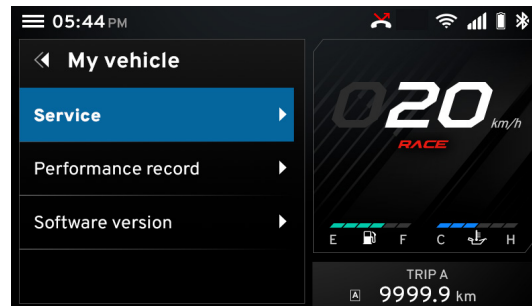 05:44 PM
My vehicle
Service
Performance record
Software version
020 km/h
RACE
E F C H
TRIP A
A 9999.9 km